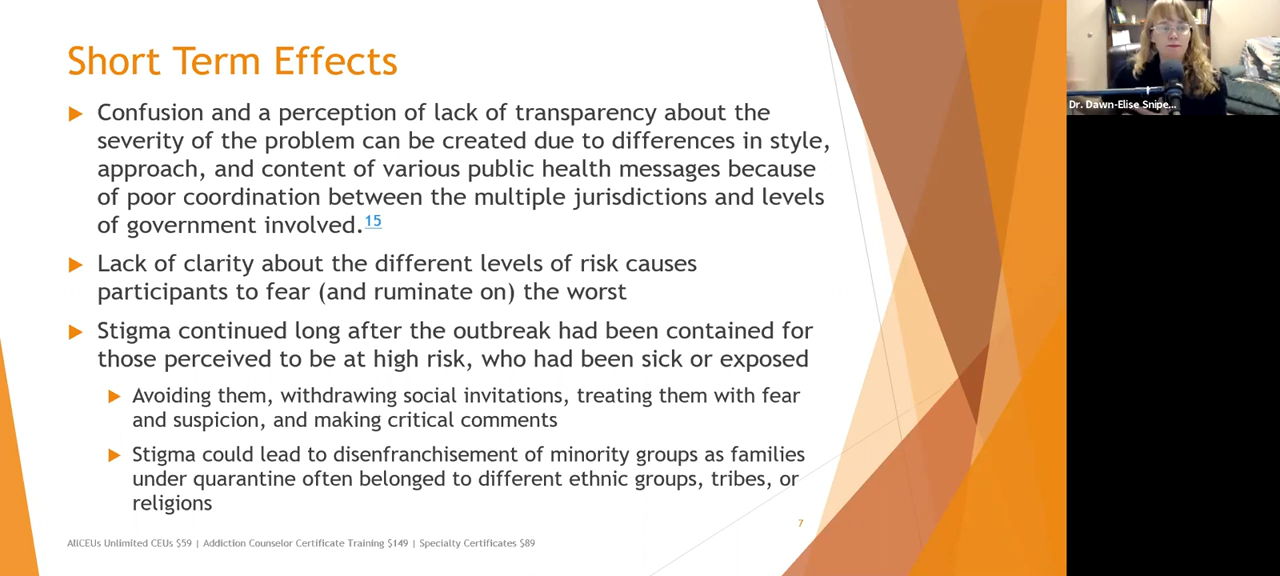 Short Term Effects
Confusion and a perception of lack of transparency about the
severity of the problem can be created due to differences in style,
approach, and content of various public health messages because
of poor coordination between the multiple jurisdictions and levels
of government involved.15
Lack of clarity about the different levels of risk causes
participants to fear (and ruminate on) the worst
Stigma continued long after the outbreak had been contained for
those perceived to be at high risk, who had been sick or exposed
Avoiding them, withdrawing social invitations, treating them with fear
and suspicion, and making critical comments
Stigma could lead to disenfranchisement of minority groups as families
under quarantine often belonged to different ethnic groups, tribes, or
religions
7
AllCEUs Unlimited CEUs $59 | Addiction Counselor Certificate Training $149 | Specialty Certificates $89
Dr. Dawn-Elise Snipe...